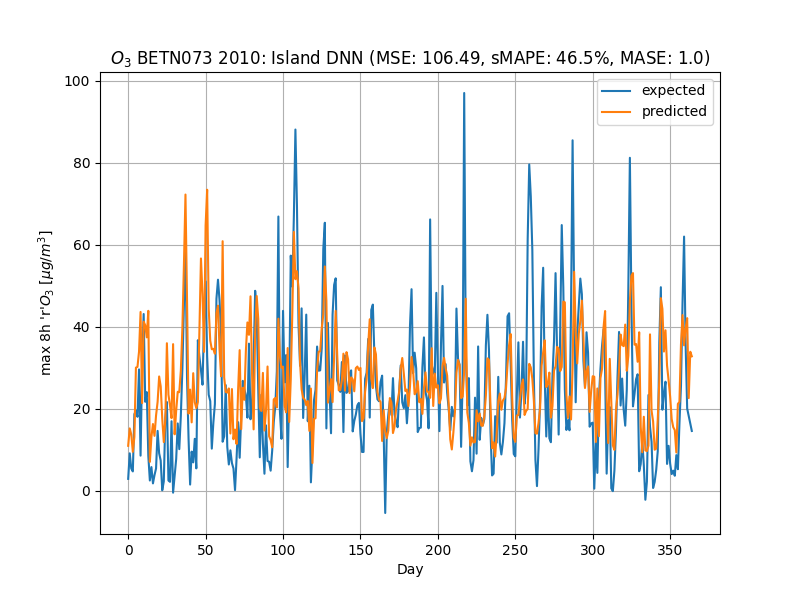 O₃ BETN073 2010: Island DNN (MSE: 106.49, sMAPE: 46.5%, MASE: 1.0)
expected
predicted
100
80
60
40
20
0
max 8h 'r'O₃ [μg/m³]
0 50 100 150 200 250 300 350
Day